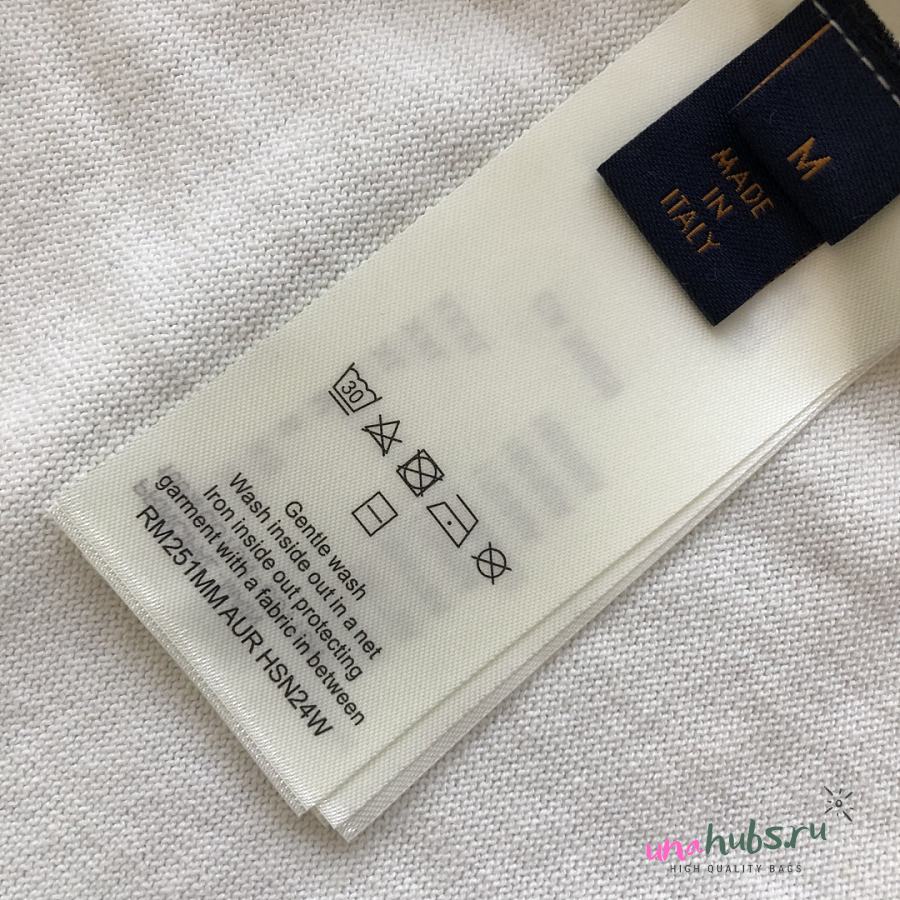 M
MADE
IN
ITALY
30
Gentle wash
Wash inside out in a net
Iron inside out protecting
garment with a fabric in between
RM251MM AUR HSN24W
unahubs.ru
HIGH QUALITY BAGS